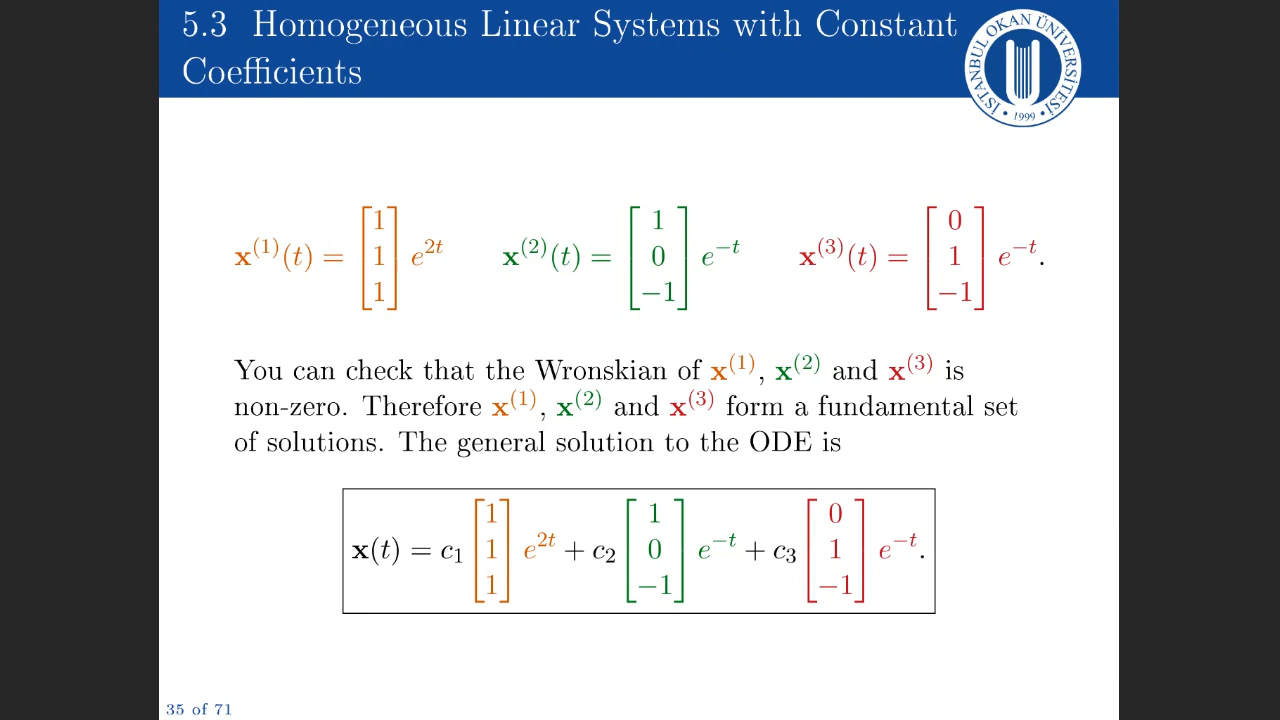 5.3 Homogeneous Linear Systems with Constant
Coefficients
İSTANBUL OKAN ÜNİVERSİTESİ
• 1999 •
x^(1)(t) = [1 1 1] e^2t    x^(2)(t) = [1 0 −1] e^−t    x^(3)(t) = [0 1 −1] e^−t.
You can check that the Wronskian of x^(1), x^(2) and x^(3) is
non-zero. Therefore x^(1), x^(2) and x^(3) form a fundamental set
of solutions. The general solution to the ODE is
x(t) = c₁ [1 1 1] e^2t + c₂ [1 0 −1] e^−t + c₃ [0 1 −1] e^−t.
35 of 71